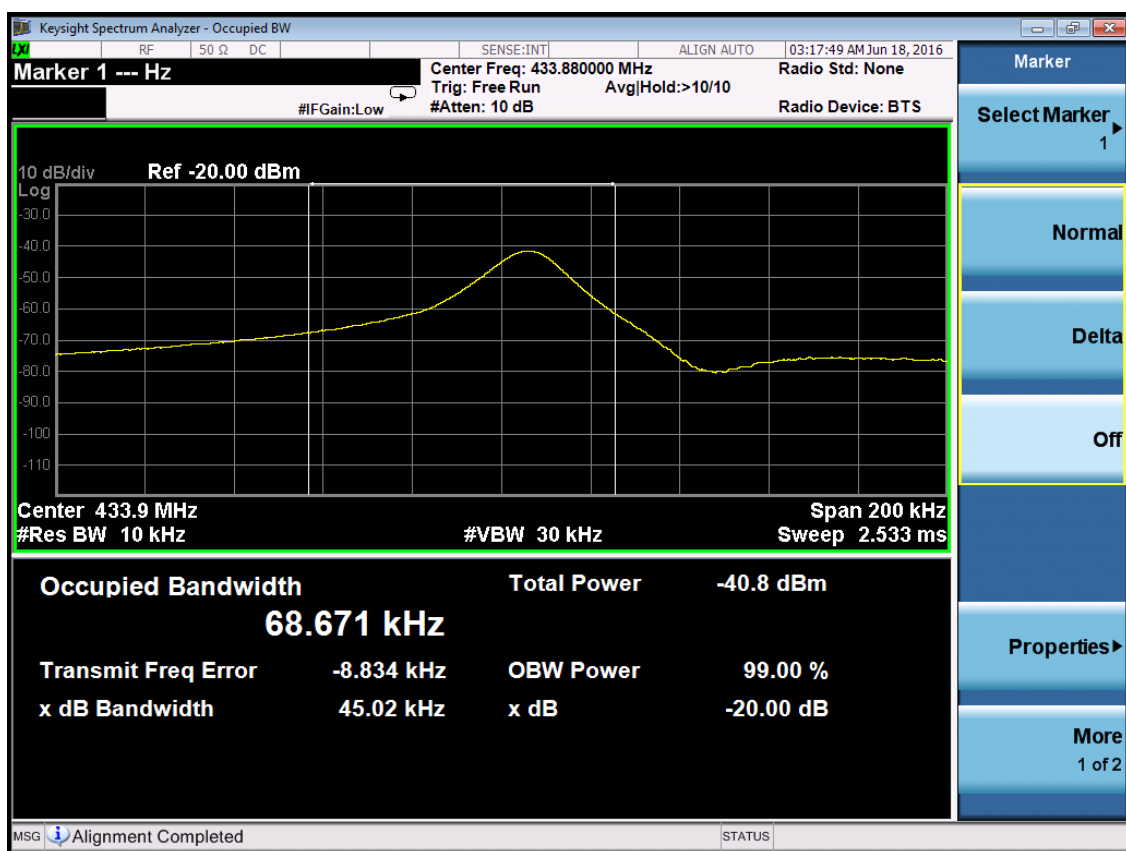 Keysight Spectrum Analyzer - Occupied BW
LXI RF 50 Ω DC SENSE:INT ALIGN AUTO 03:17:49 AM Jun 18, 2016
Marker 1 --- Hz
Center Freq: 433.880000 MHz Radio Std: None
Trig: Free Run Avg|Hold:>10/10
#IFGain:Low #Atten: 10 dB Radio Device: BTS
10 dB/div Ref -20.00 dBm
Log
-30.0
-40.0
-50.0
-60.0
-70.0
-80.0
-90.0
-100
-110
Center 433.9 MHz Span 200 kHz
#Res BW 10 kHz #VBW 30 kHz Sweep 2.533 ms
Occupied Bandwidth Total Power -40.8 dBm
68.671 kHz
Transmit Freq Error -8.834 kHz OBW Power 99.00 %
x dB Bandwidth 45.02 kHz x dB -20.00 dB
Marker
Select Marker
1
Normal
Delta
Off
Properties
More
1 of 2
MSG Alignment Completed STATUS